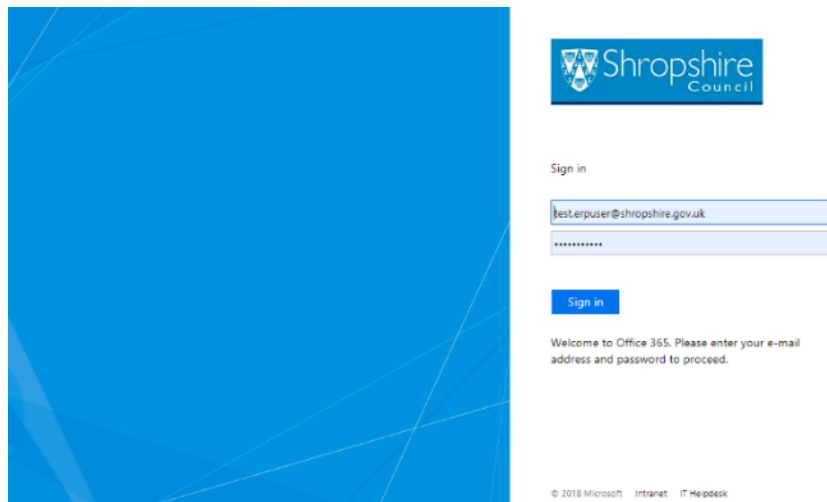 Shropshire
Council
Sign in
test.erpuser@shropshire.gov.uk
•••••••••••
Sign in
Welcome to Office 365. Please enter your e-mail
address and password to proceed.
© 2018 Microsoft Intranet IT Helpdesk